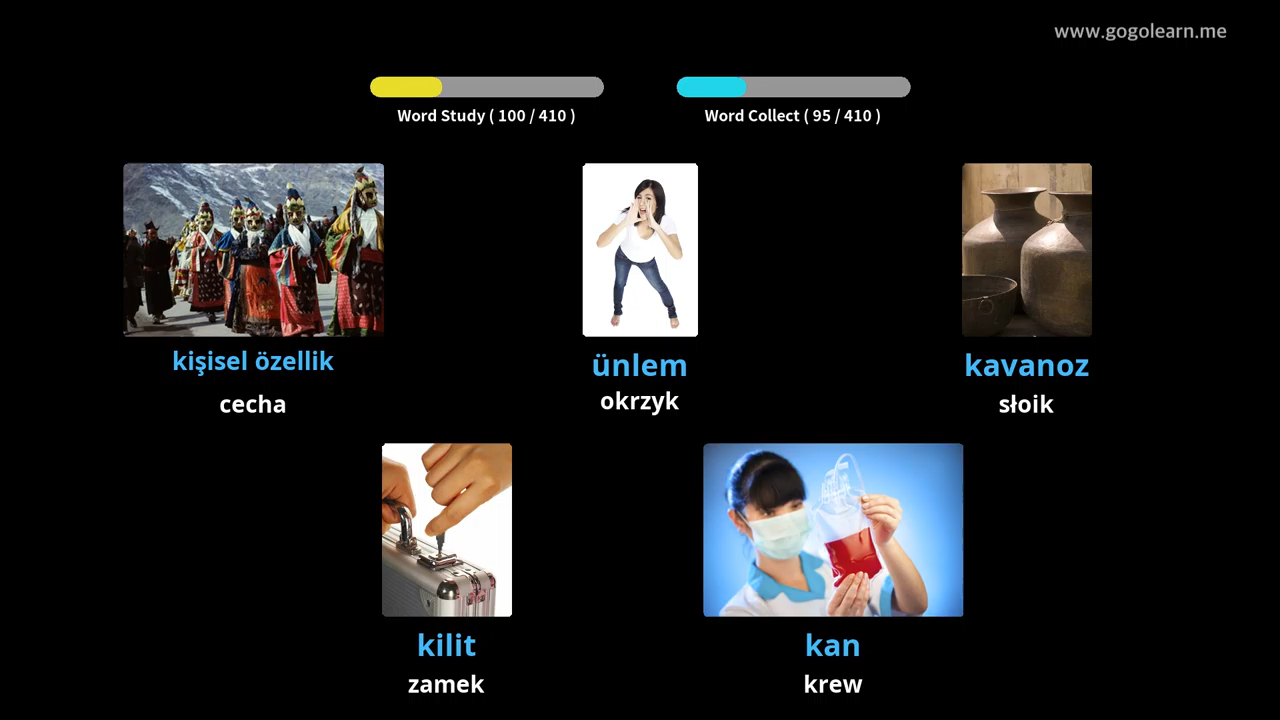 www.gogolearn.me
Word Study ( 100 / 410 )
Word Collect ( 95 / 410 )
kişisel özellik
cecha
ünlem
okrzyk
kavanoz
słoik
kilit
zamek
kan
krew